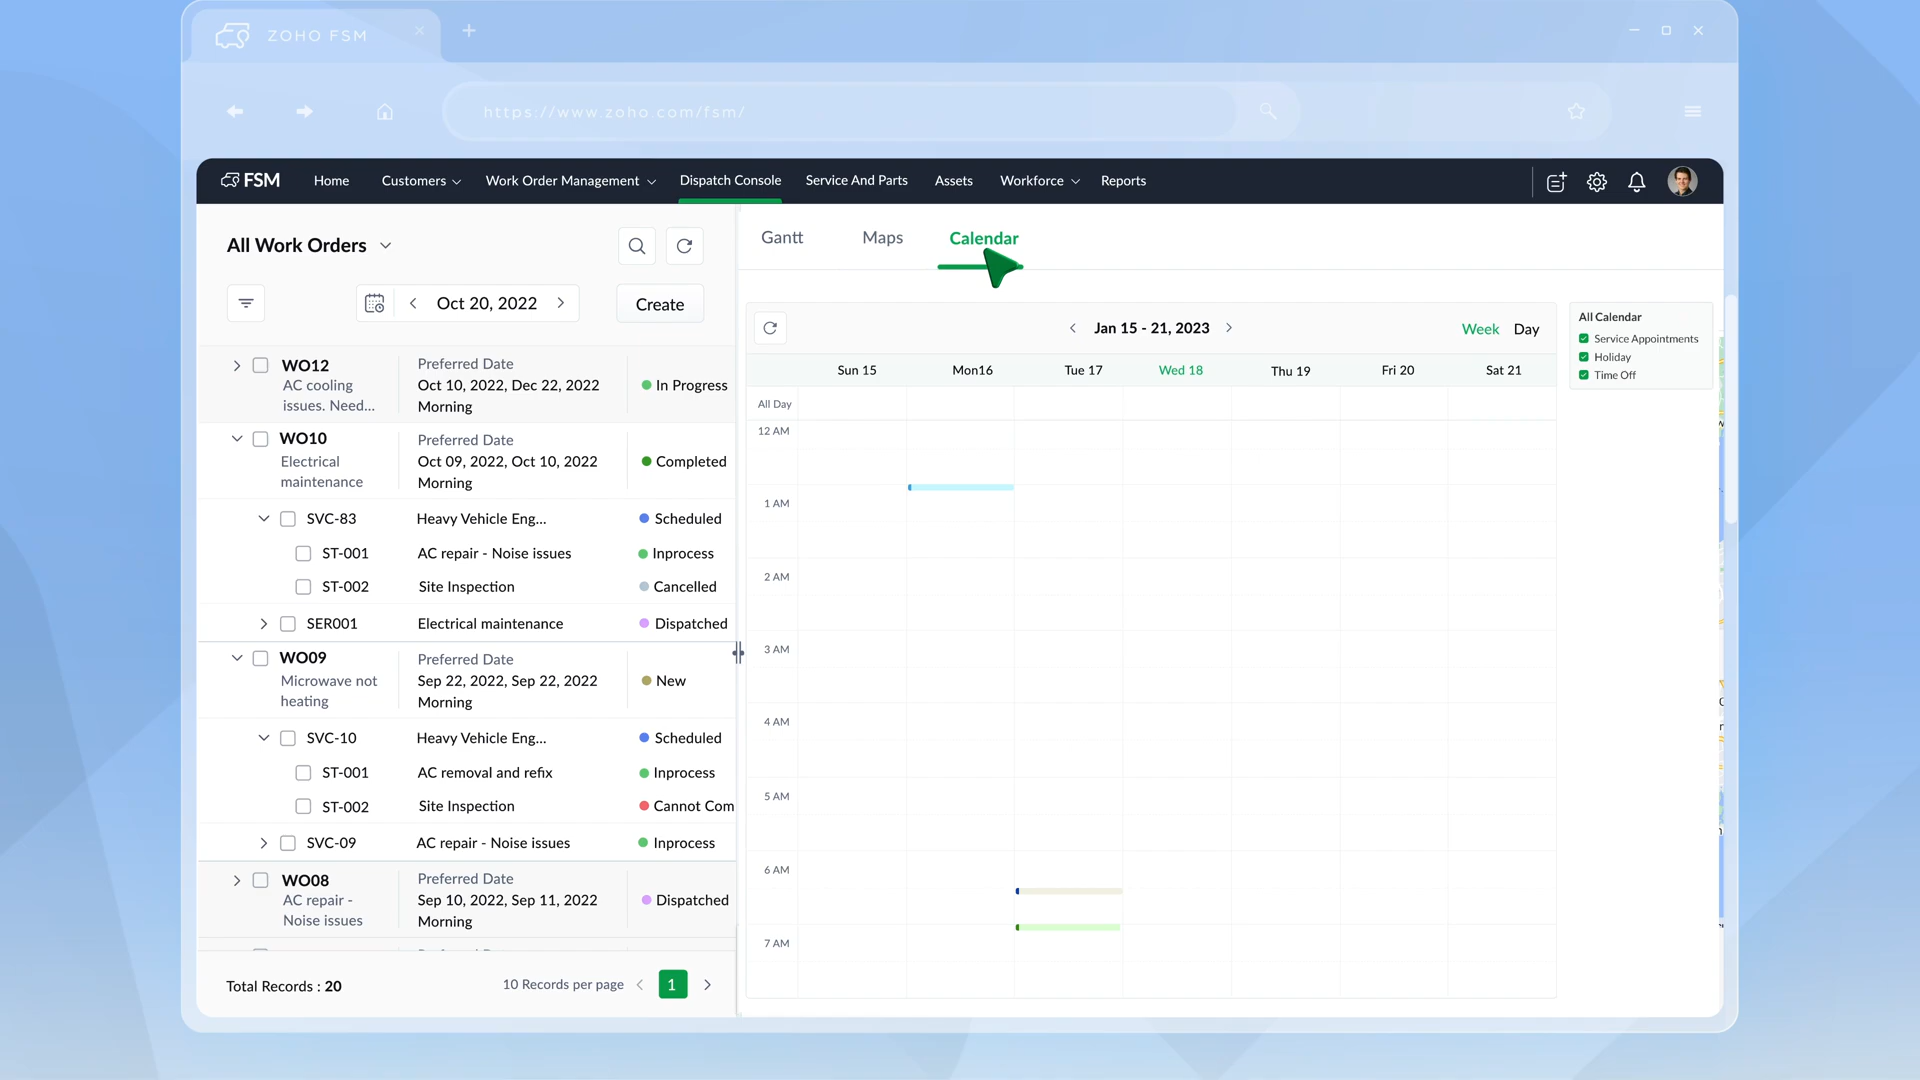 ZOHO FSM
https://www.zoho.com/fsm/
FSM Home Customers Work Order Management Dispatch Console Service And Parts Assets Workforce Reports
All Work Orders
Oct 20, 2022
Create
WO12
AC cooling
issues. Need...
Preferred Date
Oct 10, 2022, Dec 22, 2022
Morning
In Progress
WO10
Electrical
maintenance
Preferred Date
Oct 09, 2022, Oct 10, 2022
Morning
Completed
SVC-83 Heavy Vehicle Eng... Scheduled
ST-001 AC repair - Noise issues Inprocess
ST-002 Site Inspection Cancelled
SER001 Electrical maintenance Dispatched
WO09
Microwave not
heating
Preferred Date
Sep 22, 2022, Sep 22, 2022
Morning
New
SVC-10 Heavy Vehicle Eng... Scheduled
ST-001 AC removal and refix Inprocess
ST-002 Site Inspection Cannot Com
SVC-09 AC repair - Noise issues Inprocess
WO08
AC repair -
Noise issues
Preferred Date
Sep 10, 2022, Sep 11, 2022
Morning
Dispatched
Total Records : 20
10 Records per page 1
Gantt Maps Calendar
Jan 15 - 21, 2023
Week Day
Sun 15 Mon16 Tue 17 Wed 18 Thu 19 Fri 20 Sat 21
All Day
12 AM
1 AM
2 AM
3 AM
4 AM
5 AM
6 AM
7 AM
All Calendar
Service Appointments
Holiday
Time Off